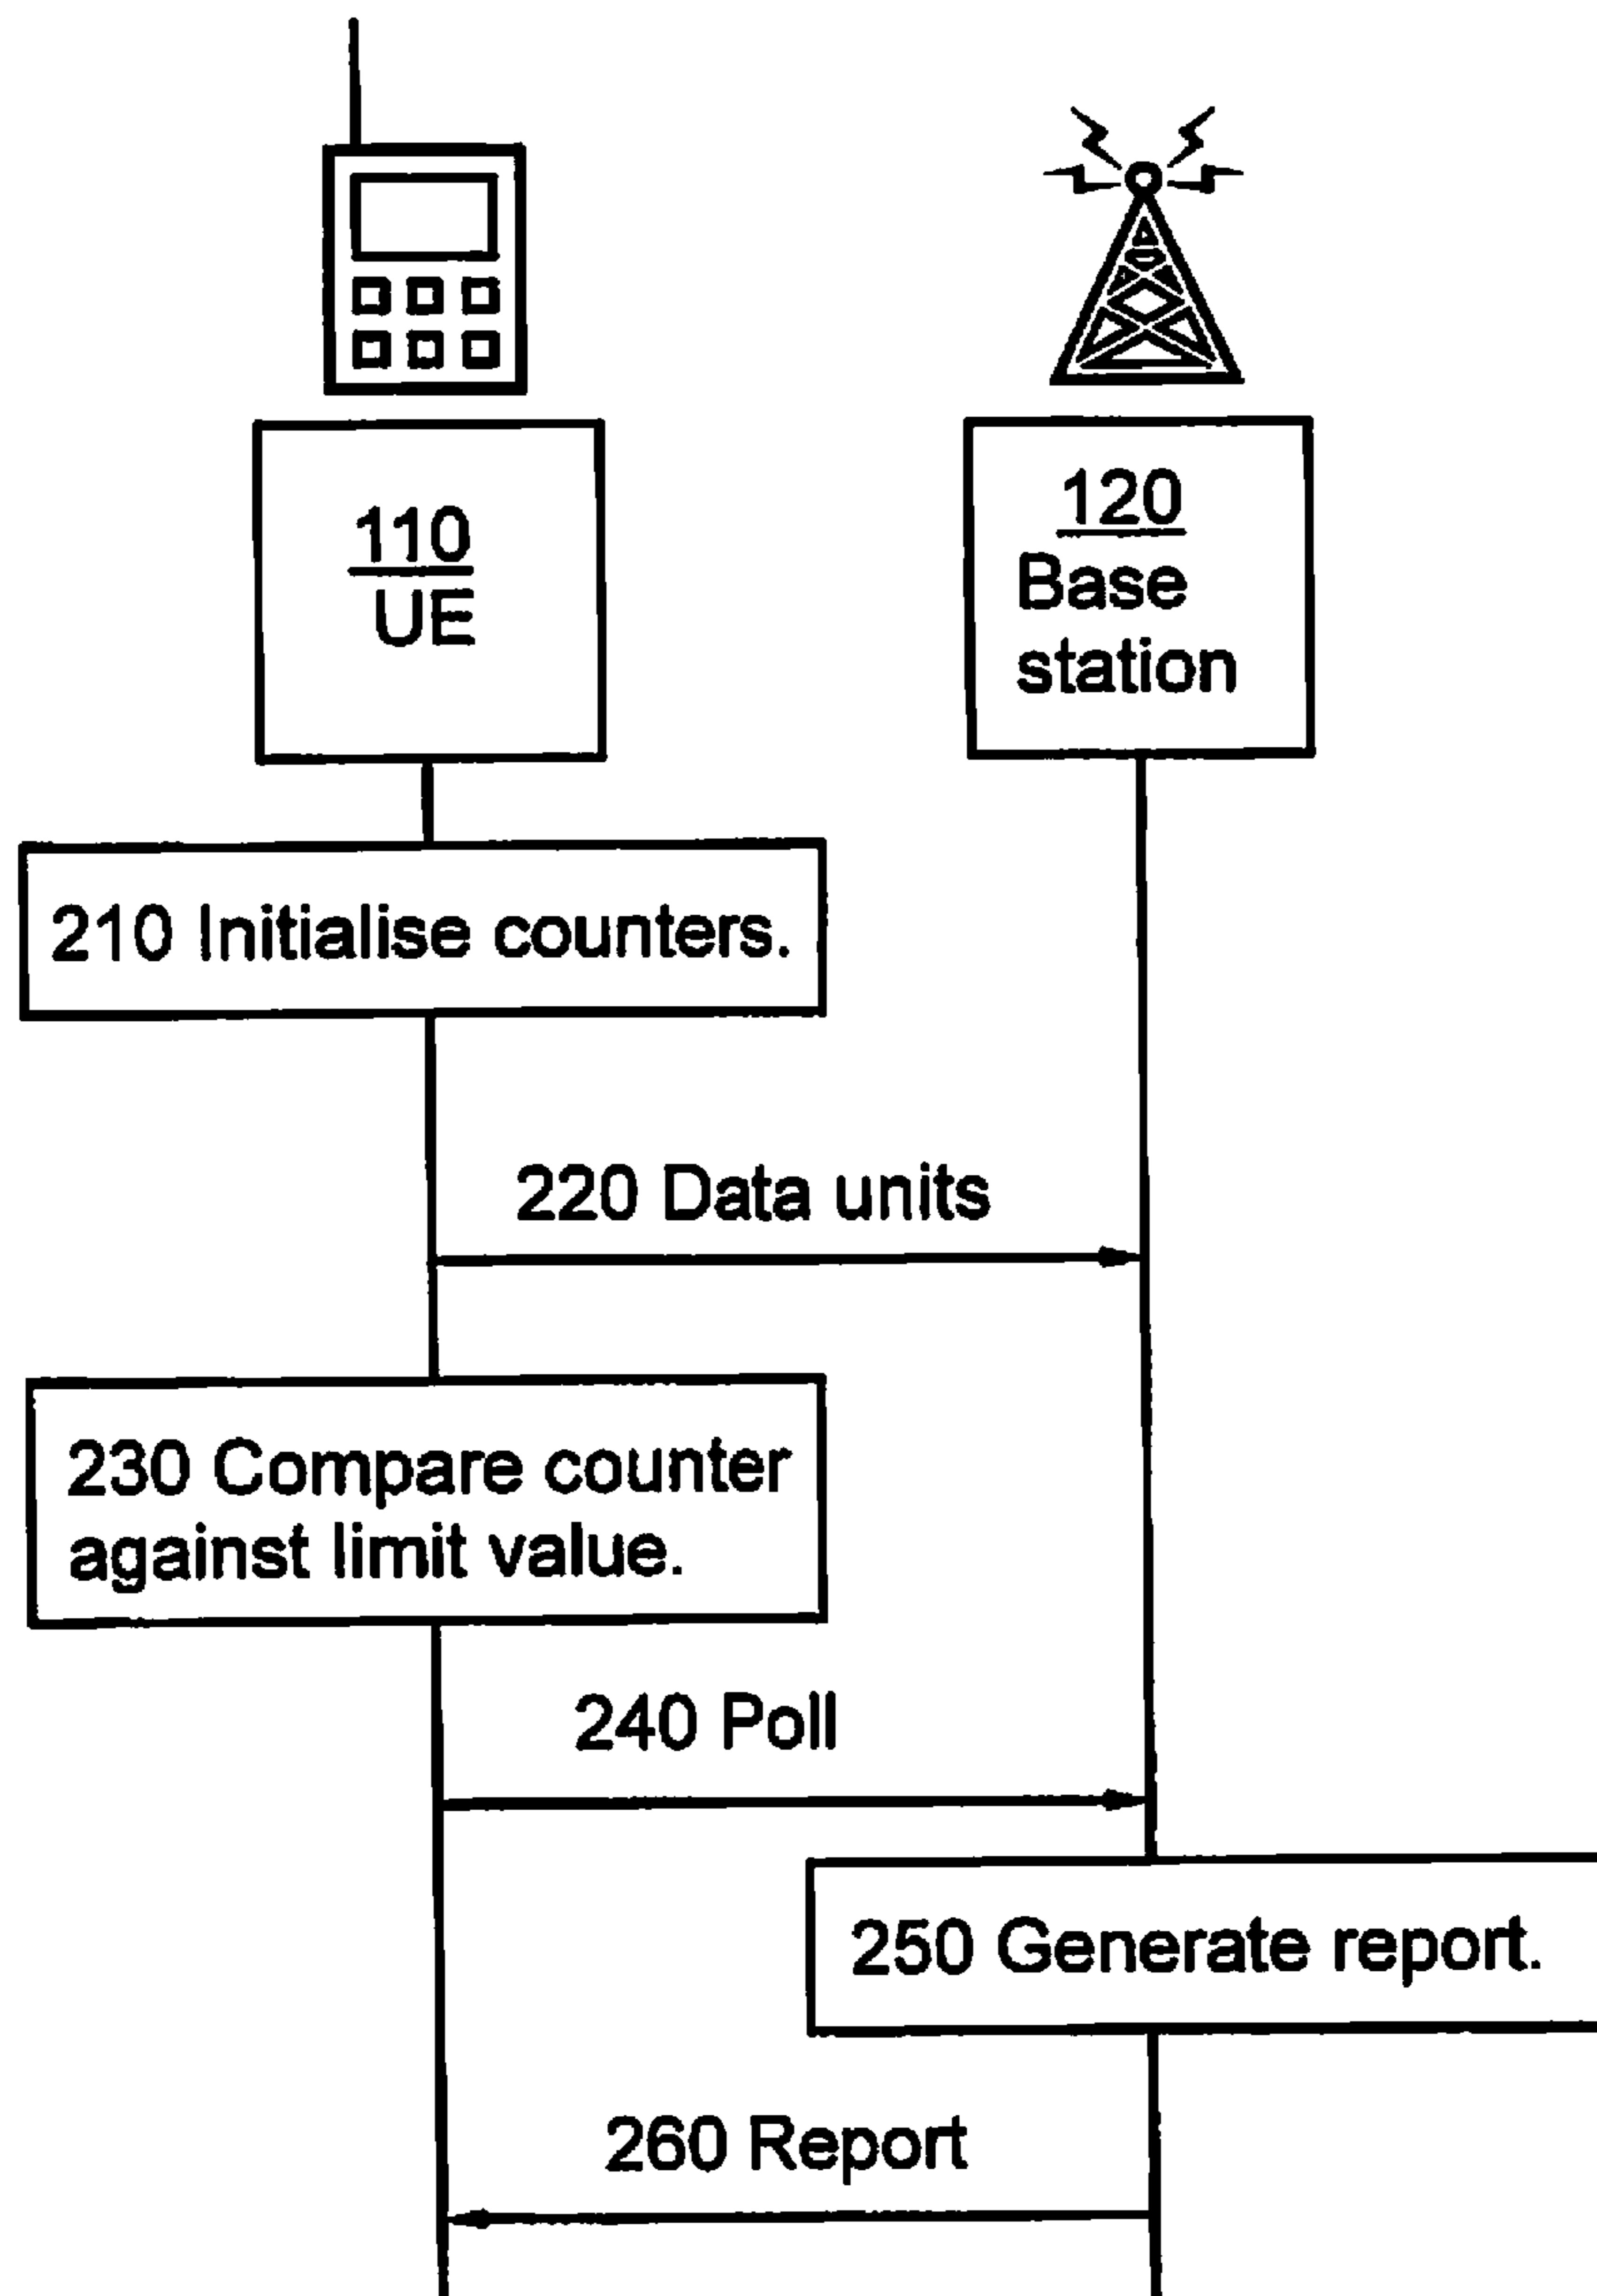 110
UE
120
Base
station
210 Initialise counters.
220 Data units
230 Compare counter
against limit value.
240 Poll
250 Generate report.
260 Report